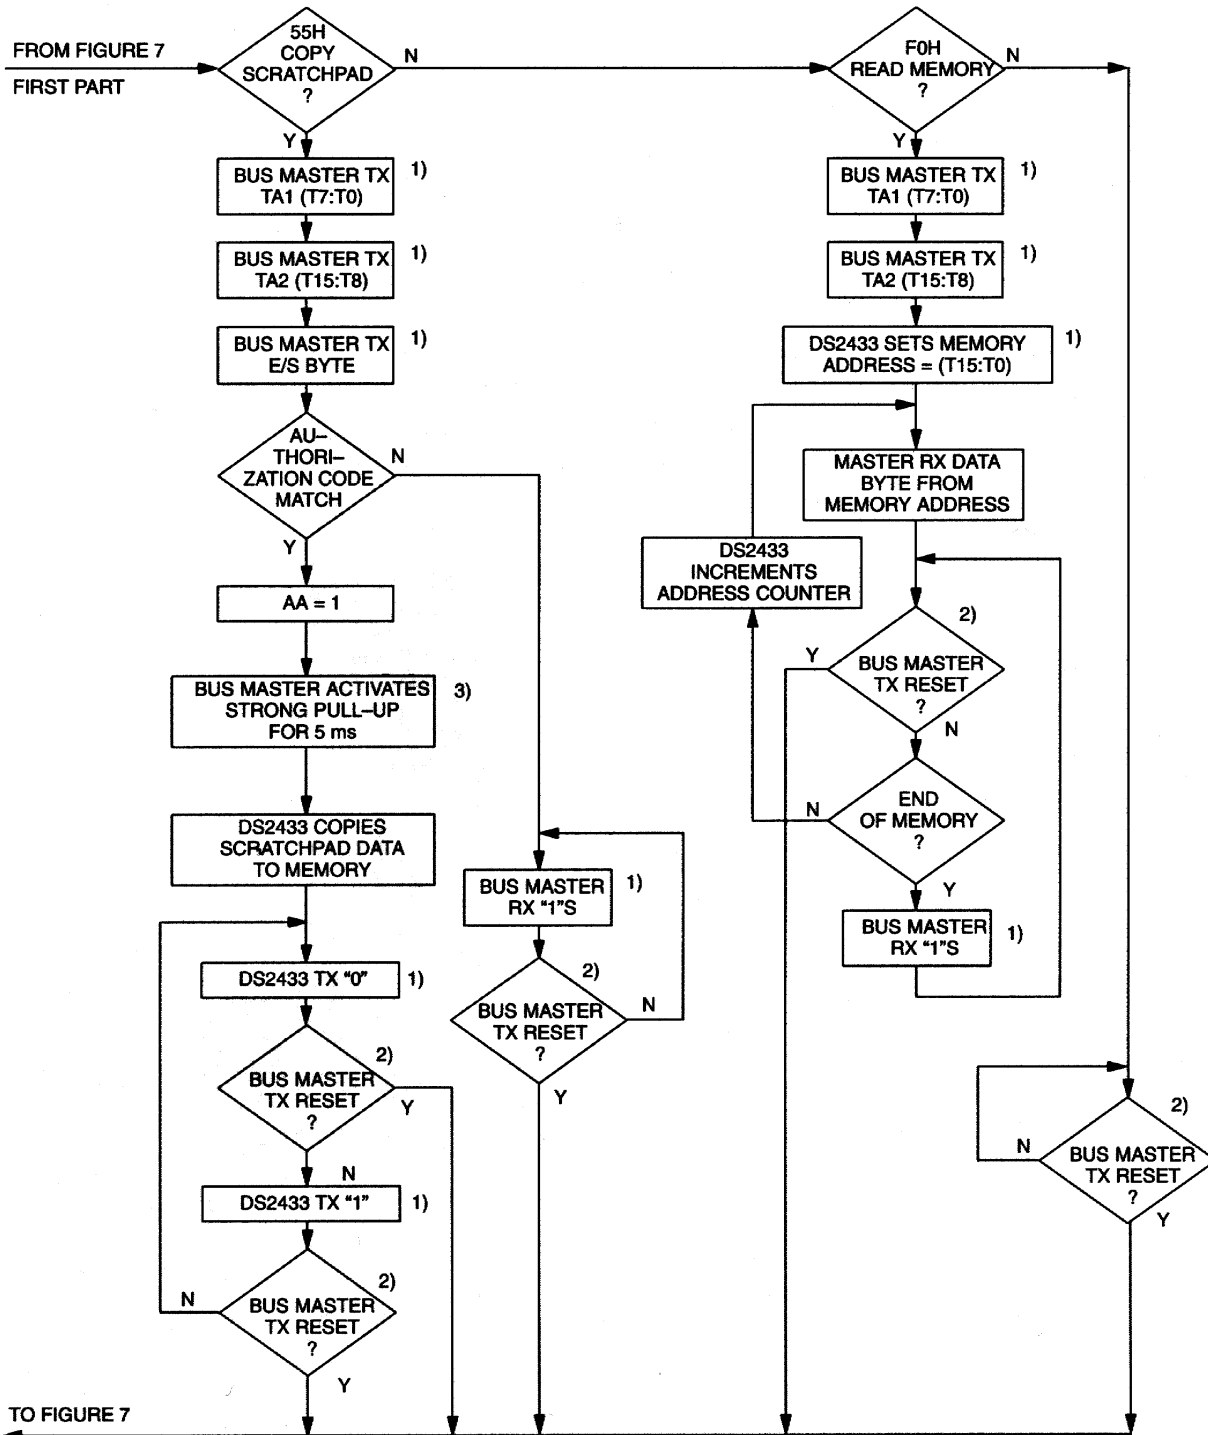 FROM FIGURE 7
FIRST PART
55H
COPY
SCRATCHPAD
?
N
Y
BUS MASTER TX
TA1 (T7:T0)
1)
BUS MASTER TX
TA2 (T15:T8)
1)
BUS MASTER TX
E/S BYTE
1)
AU–
THORI–
ZATION CODE
MATCH
N
Y
AA = 1
BUS MASTER ACTIVATES
STRONG PULL–UP
FOR 5 ms
3)
DS2433 COPIES
SCRATCHPAD DATA
TO MEMORY
DS2433 TX “0”
1)
BUS MASTER
TX RESET
?
2)
Y
N
DS2433 TX “1”
1)
BUS MASTER
TX RESET
?
2)
N
Y
BUS MASTER
RX “1”S
1)
BUS MASTER
TX RESET
?
2)
N
Y
F0H
READ MEMORY
?
N
Y
BUS MASTER TX
TA1 (T7:T0)
1)
BUS MASTER TX
TA2 (T15:T8)
1)
DS2433 SETS MEMORY
ADDRESS = (T15:T0)
1)
MASTER RX DATA
BYTE FROM
MEMORY ADDRESS
DS2433
INCREMENTS
ADDRESS COUNTER
BUS MASTER
TX RESET
?
2)
Y
N
END
OF MEMORY
?
N
Y
BUS MASTER
RX “1”S
1)
BUS MASTER
TX RESET
?
2)
N
Y
TO FIGURE 7